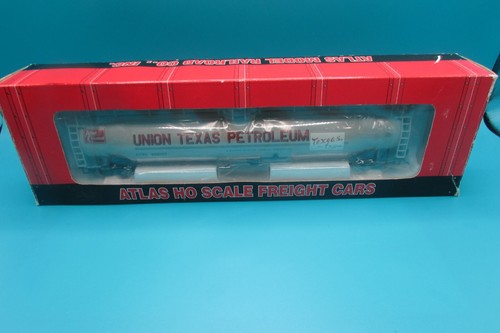 ATLAS MODEL RAILROAD CO., INC.
UNION TEXAS PETROLEUM
ATLAS HO SCALE FREIGHT CARS